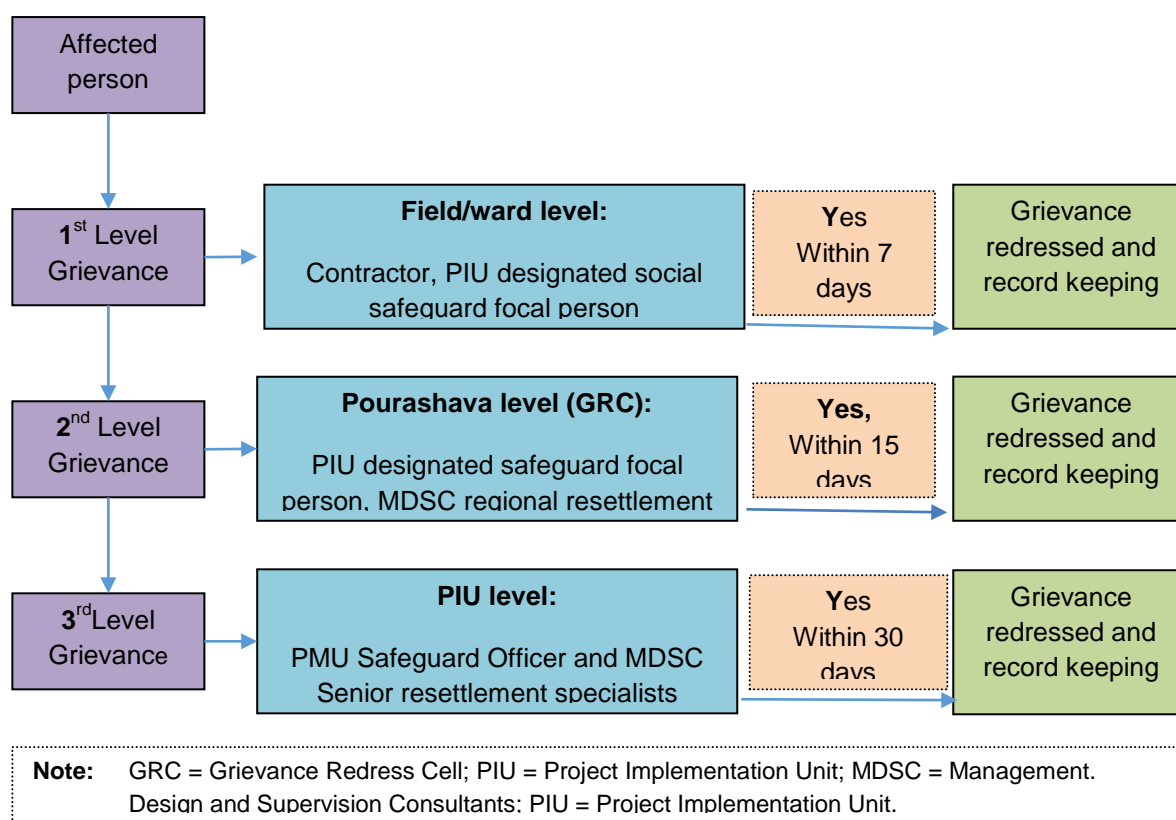 Affected
person
1st Level
Grievance
Field/ward level:
Contractor, PIU designated social
safeguard focal person
Yes
Within 7
days
Grievance
redressed and
record keeping
2nd Level
Grievance
Pourashava level (GRC):
PIU designated safeguard focal
person, MDSC regional resettlement
Yes,
Within 15
days
Grievance
redressed and
record keeping
3rd Level
Grievance
PIU level:
PMU Safeguard Officer and MDSC
Senior resettlement specialists
Yes
Within 30
days
Grievance
redressed and
record keeping
Note: GRC = Grievance Redress Cell; PIU = Project Implementation Unit; MDSC = Management.
Design and Supervision Consultants; PIU = Project Implementation Unit.